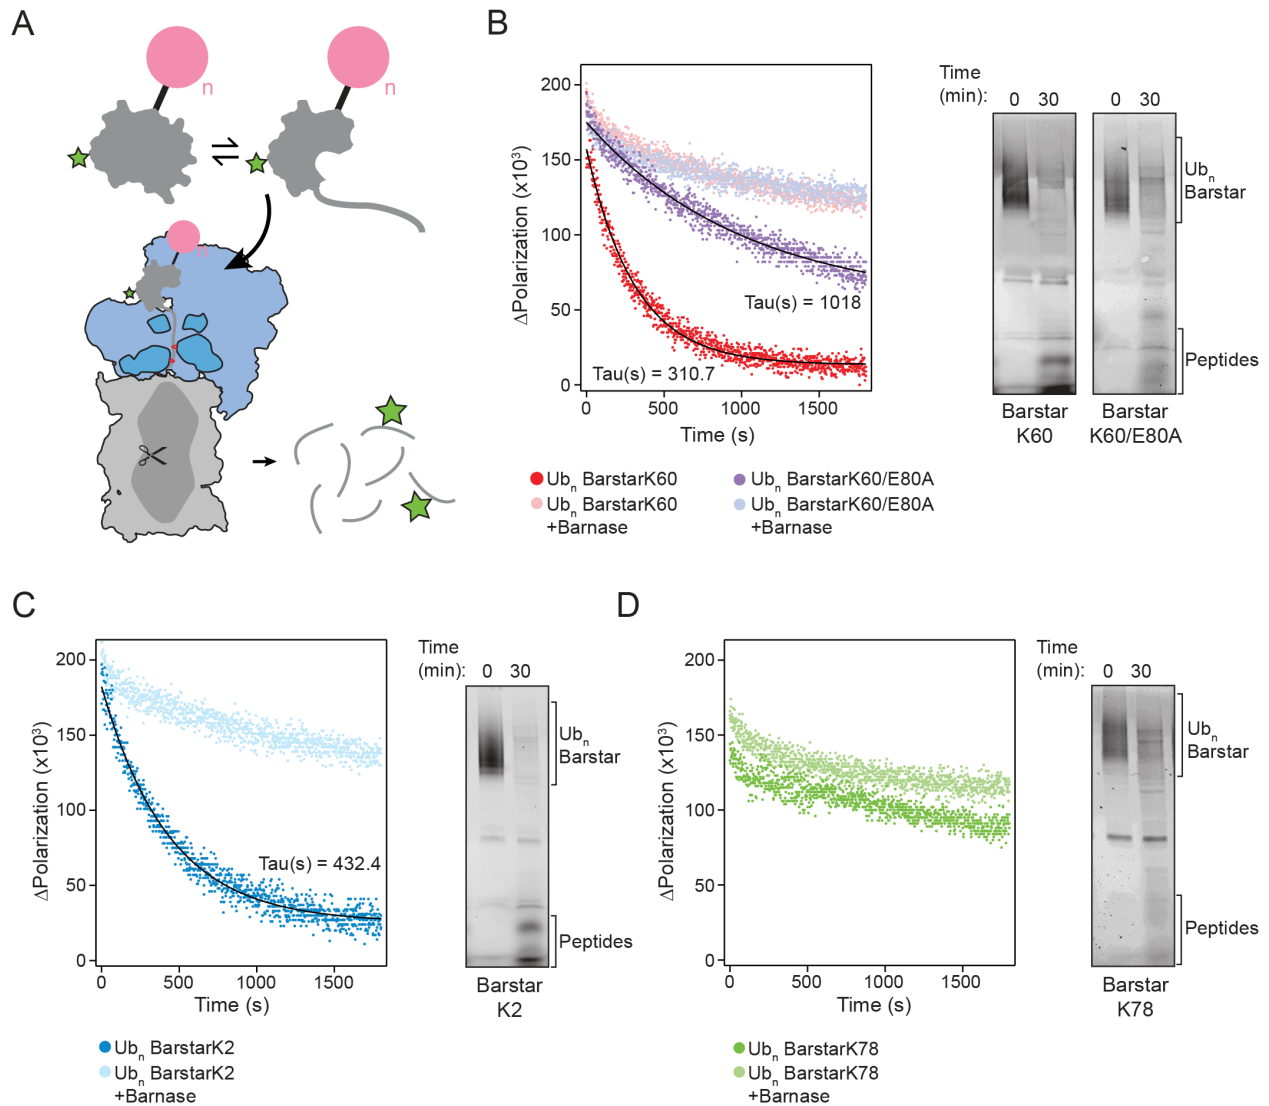 A
n
n
n
B
ΔPolarization (x10³)
200
150
100
50
0
0
500
1000
1500
Time (s)
Tau(s) = 1018
Tau(s) = 310.7
Ubn BarstarK60
Ubn BarstarK60
+Barnase
Ubn BarstarK60/E80A
Ubn BarstarK60/E80A
+Barnase
Time
(min):
0 30
0 30
Ubn
Barstar
Peptides
Barstar
K60
Barstar
K60/E80A
C
ΔPolarization (x10³)
200
150
100
50
0
0
500
1000
1500
Time (s)
Tau(s) = 432.4
Ubn BarstarK2
Ubn BarstarK2
+Barnase
Time
(min):
0 30
Ubn
Barstar
Peptides
Barstar
K2
D
ΔPolarization (x10³)
200
150
100
50
0
0
500
1000
1500
Time (s)
Ubn BarstarK78
Ubn BarstarK78
+Barnase
Time
(min):
0 30
Ubn
Barstar
Peptides
Barstar
K78